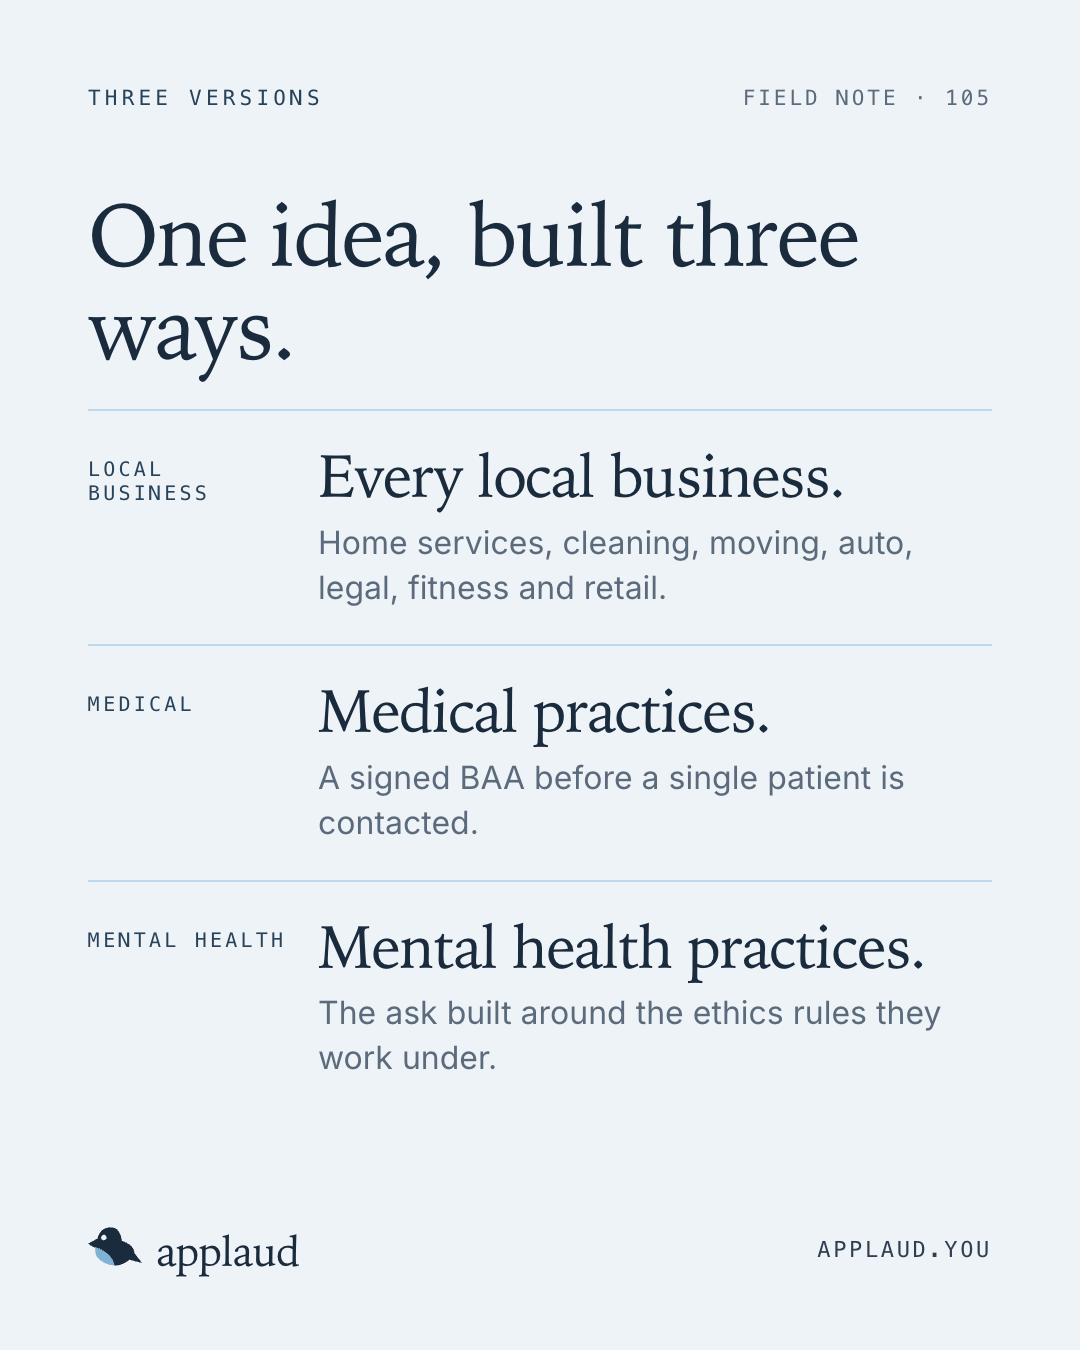 THREE VERSIONS
FIELD NOTE · 105
One idea, built three
ways.
LOCAL
BUSINESS
Every local business.
Home services, cleaning, moving, auto,
legal, fitness and retail.
MEDICAL
Medical practices.
A signed BAA before a single patient is
contacted.
MENTAL HEALTH
Mental health practices.
The ask built around the ethics rules they
work under.
applaud
APPLAUD.YOU